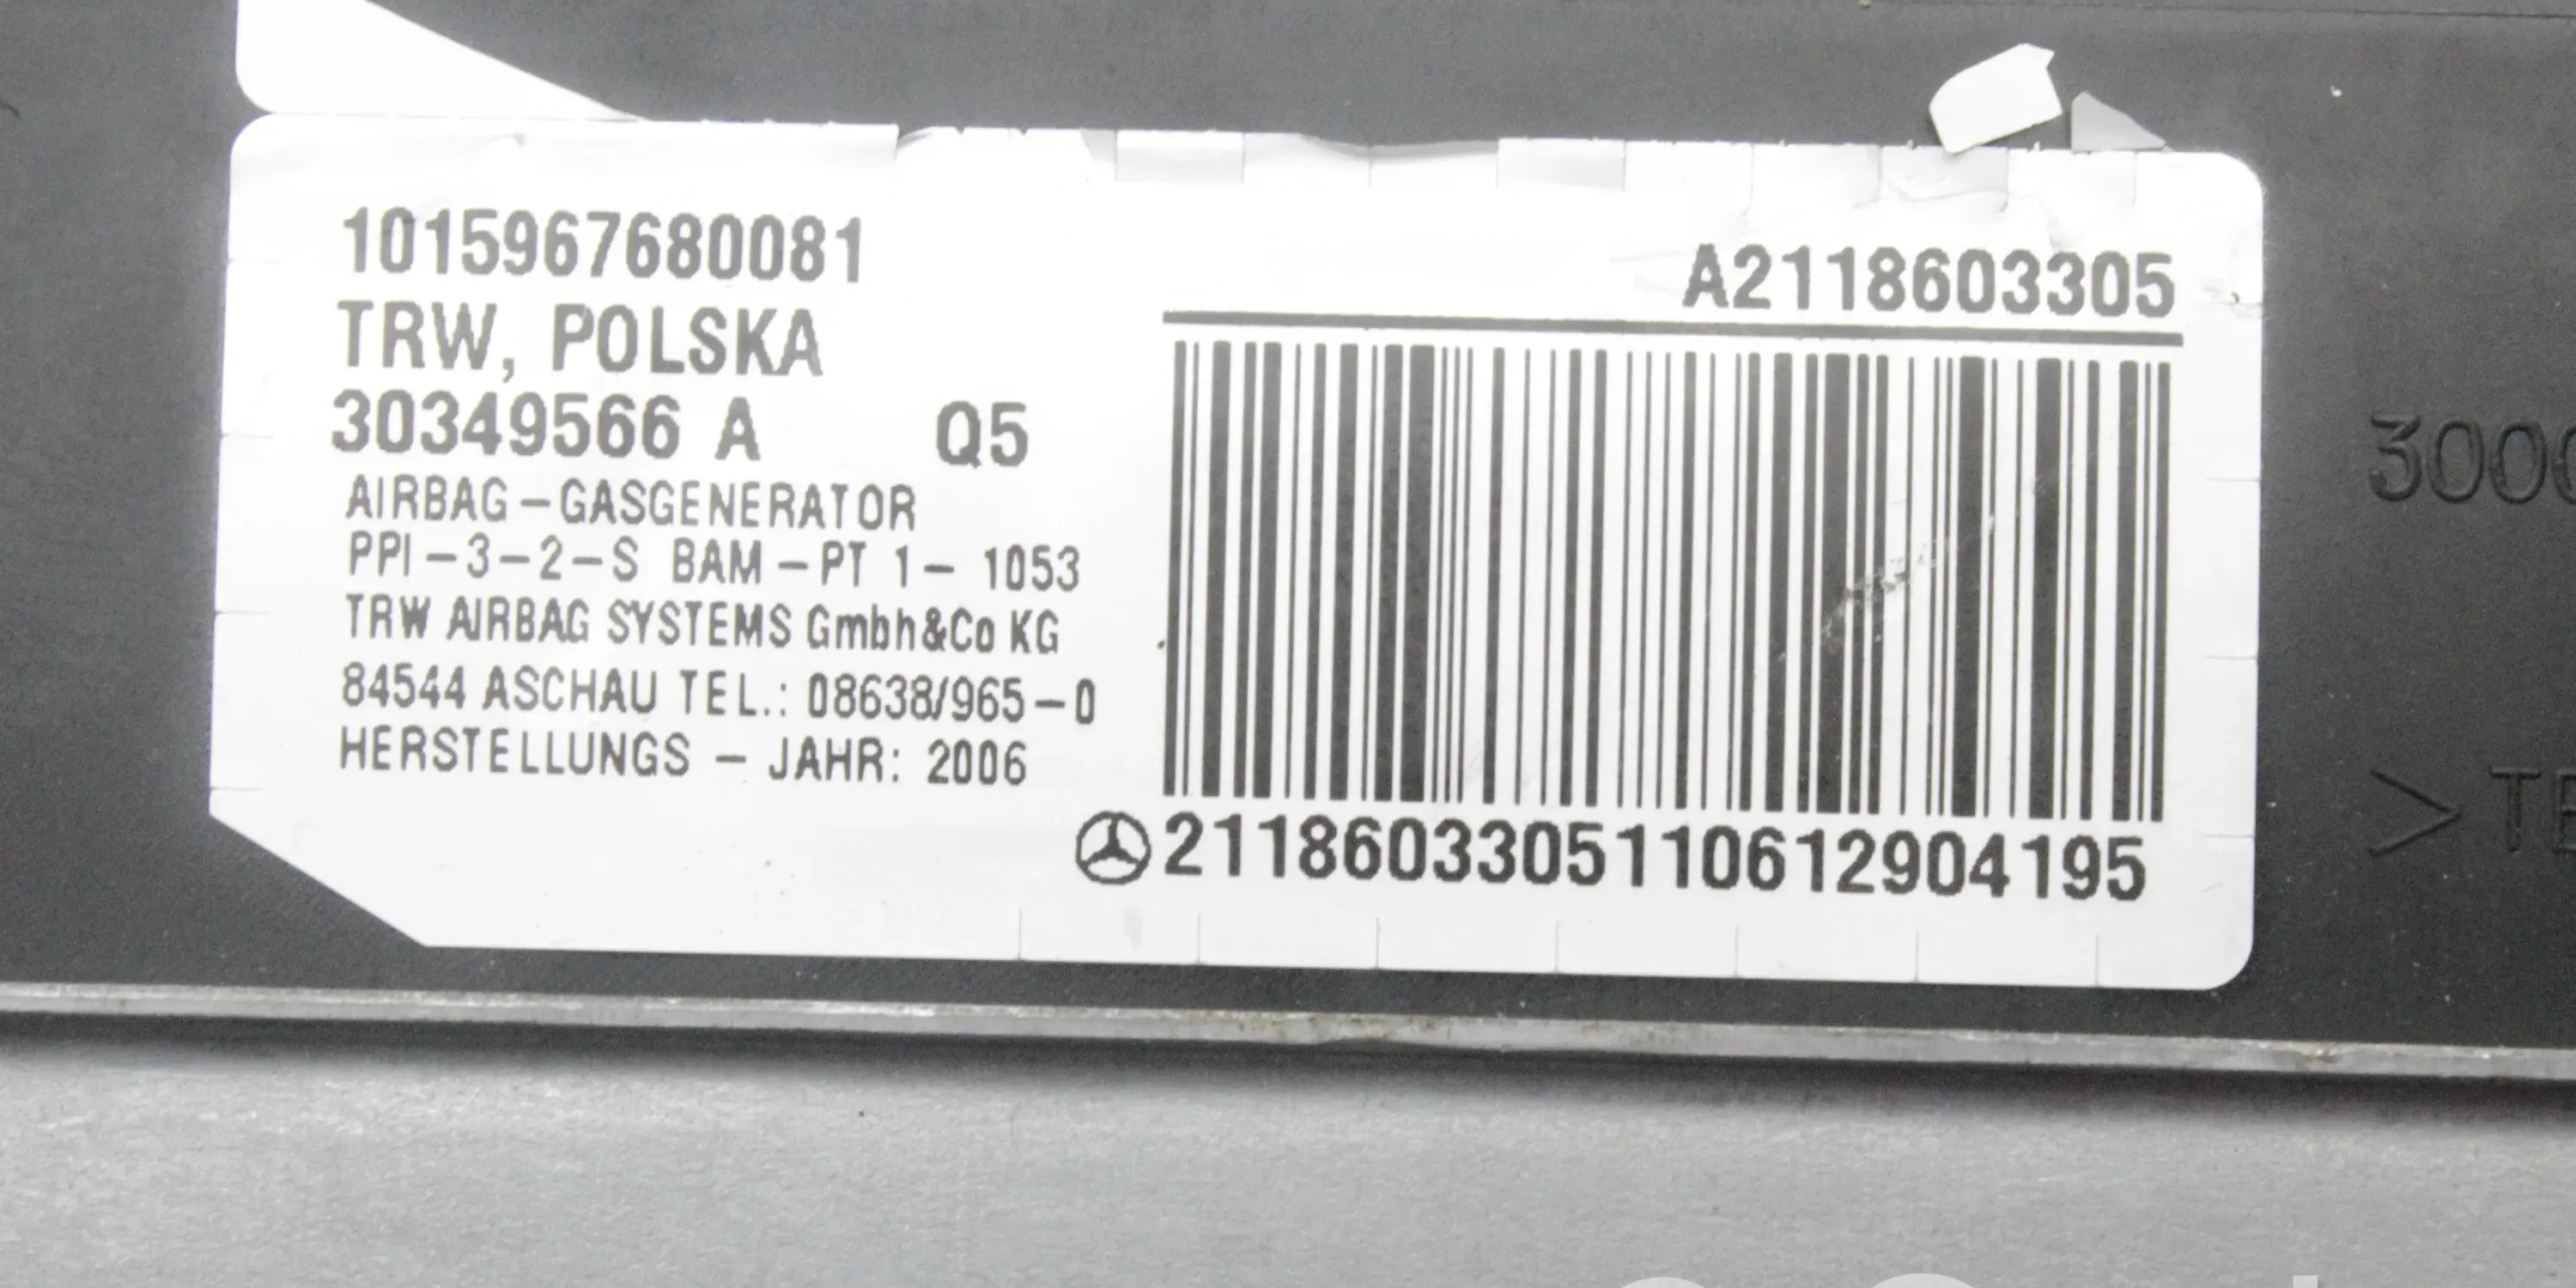 1015967680081
TRW, POLSKA
30349566 A Q5
AIRBAG-GASGENERATOR
PPI-3-2-S BAM-PT 1- 1053
TRW AIRBAG SYSTEMS Gmbh&Co KG
84544 ASCHAU TEL.: 08638/965-0
HERSTELLUNGS - JAHR: 2006
A2118603305
2118603305110612904195